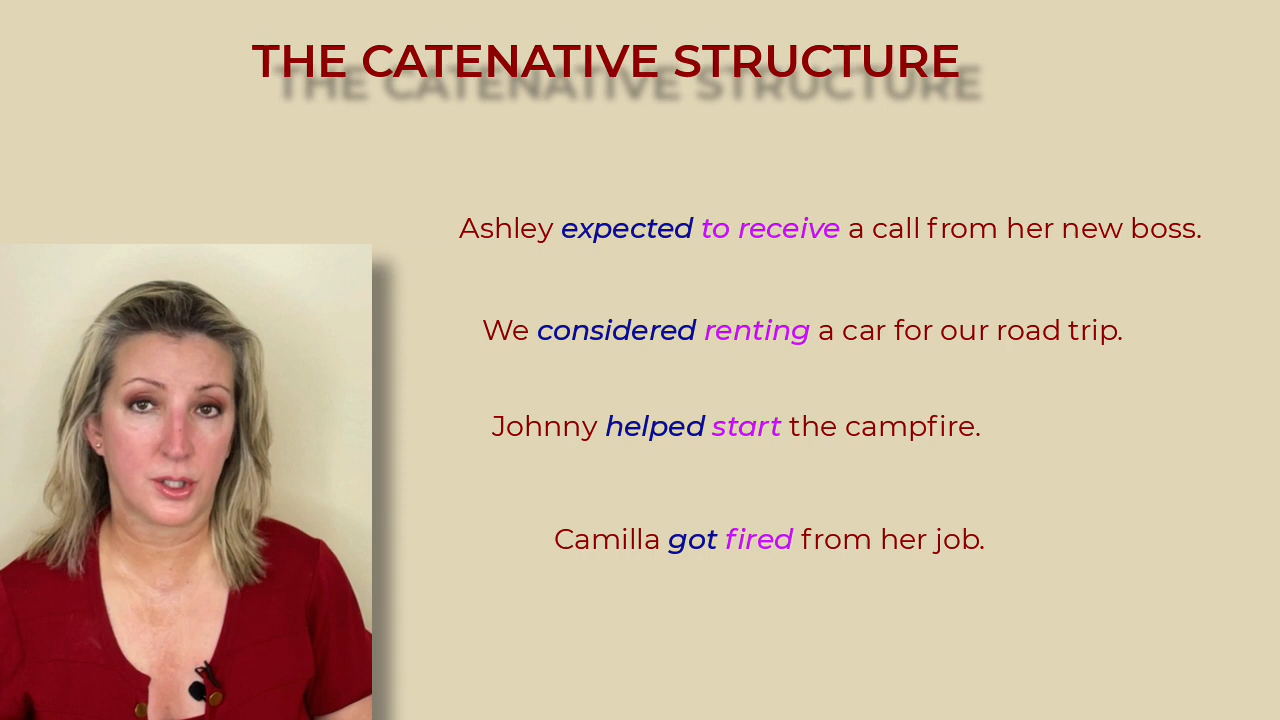 THE CATENATIVE STRUCTURE
Ashley expected to receive a call from her new boss.
We considered renting a car for our road trip.
Johnny helped start the campfire.
Camilla got fired from her job.